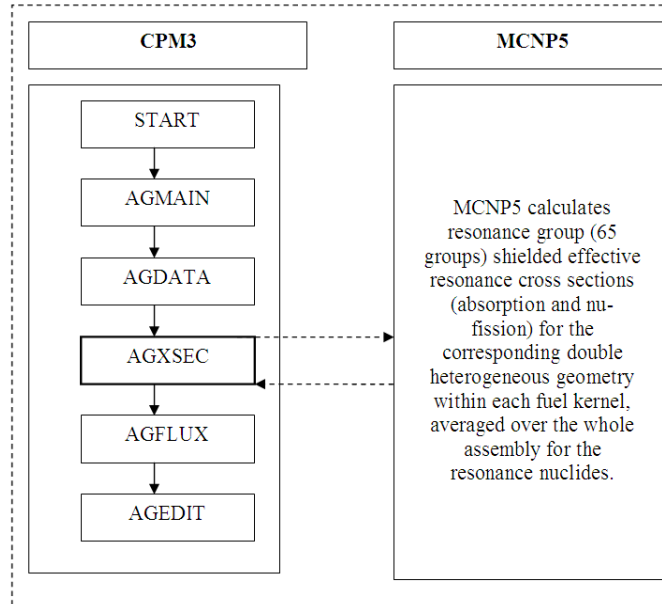 CPM3
MCNP5
START
AGMAIN
AGDATA
AGXSEC
AGFLUX
AGEDIT
MCNP5 calculates
resonance group (65
groups) shielded effective
resonance cross sections
(absorption and nu-
fission) for the
corresponding double
heterogeneous geometry
within each fuel kernel,
averaged over the whole
assembly for the
resonance nuclides.